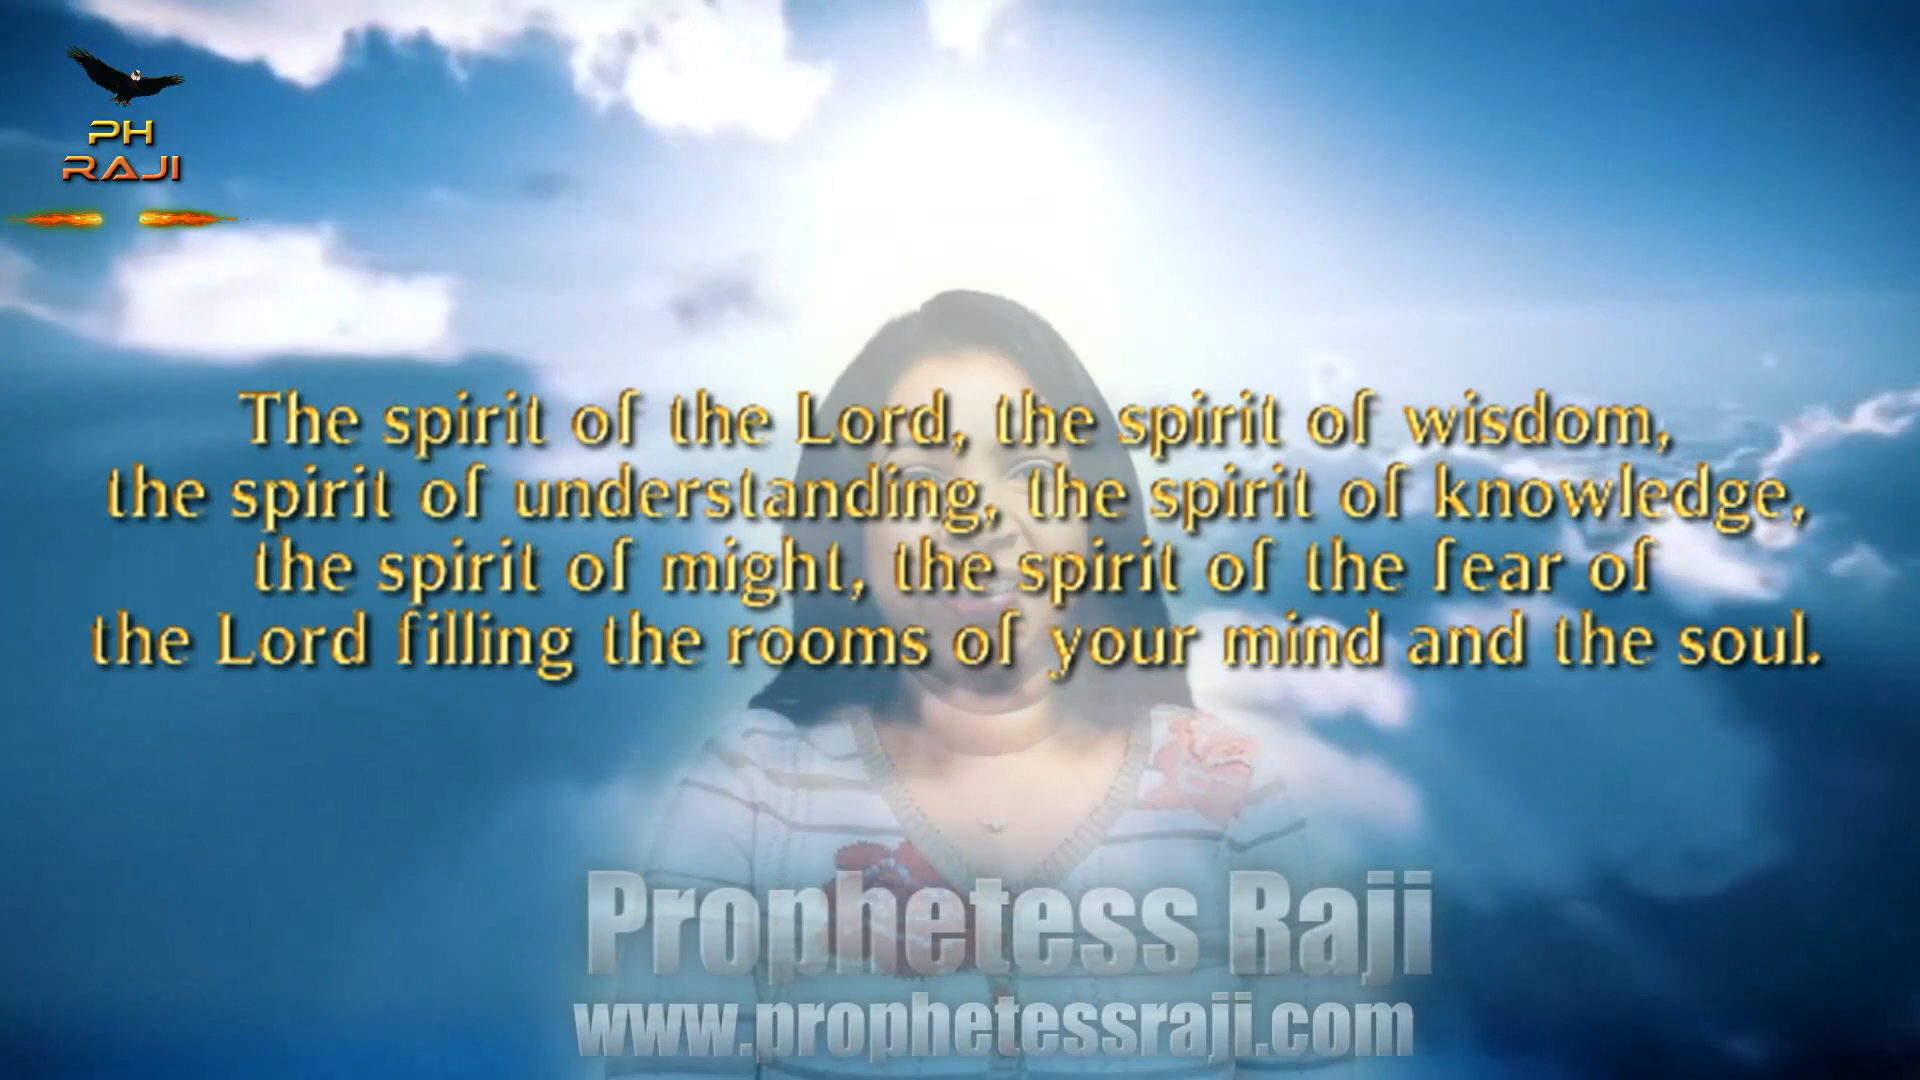 PH
RAJI
The spirit of the Lord, the spirit of wisdom,
the spirit of understanding, the spirit of knowledge,
the spirit of might, the spirit of the fear of
the Lord filling the rooms of your mind and the soul.
Prophetess Raji
www.prophetessraji.com